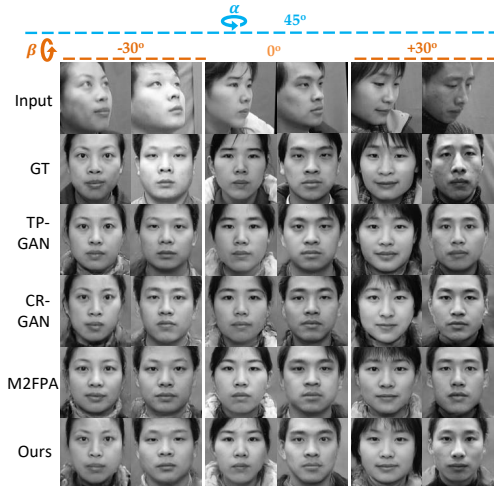 α 45°
β -30° 0° +30°
Input
GT
TP-
GAN
CR-
GAN
M2FPA
Ours